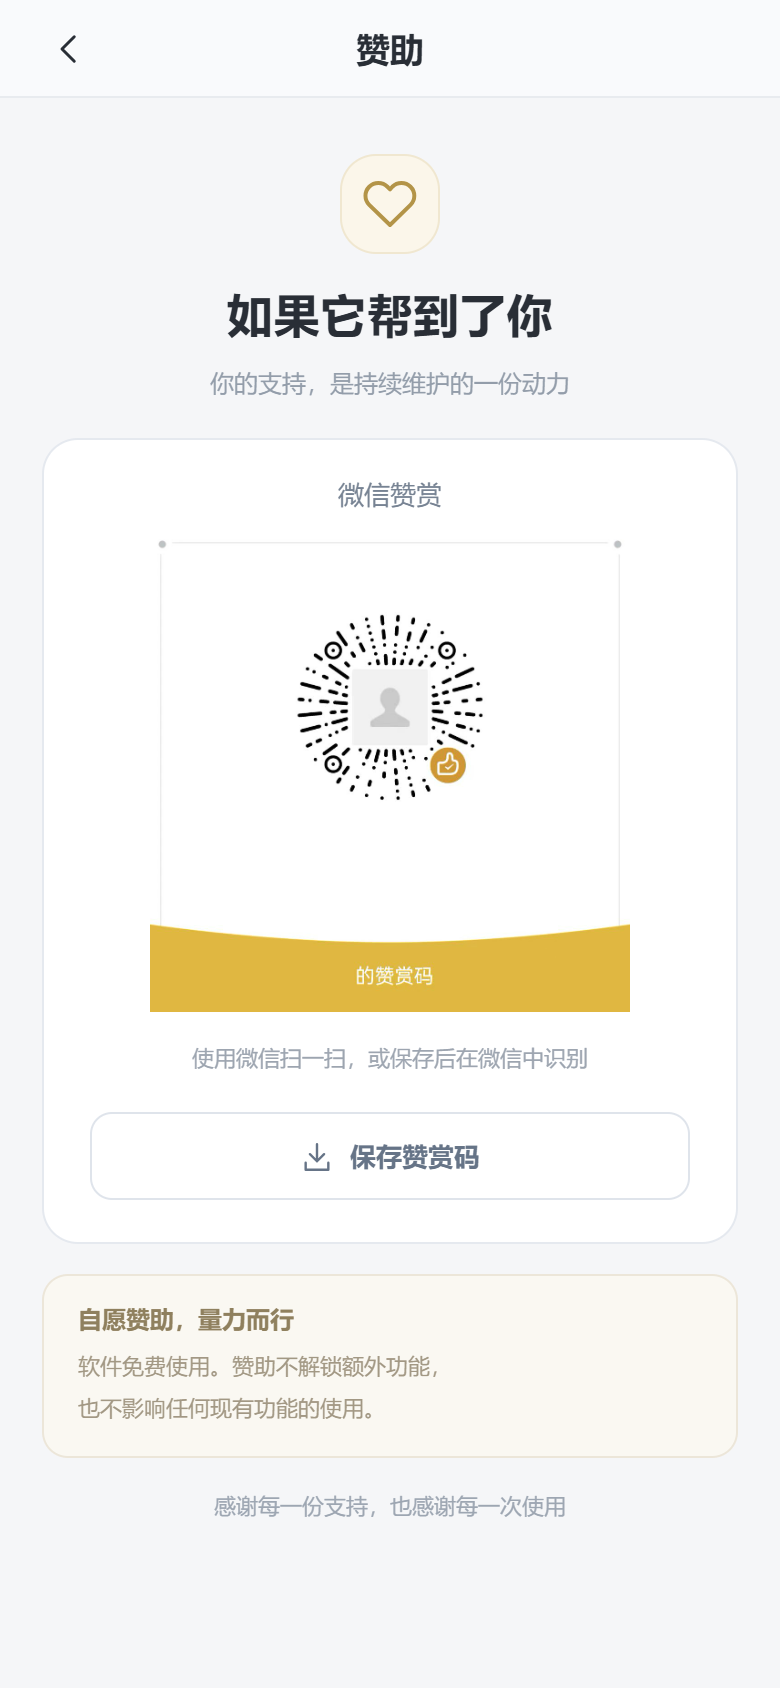 赞助
如果它帮到了你
你的支持，是持续维护的一份动力
微信赞赏
的赞赏码
使用微信扫一扫，或保存后在微信中识别
保存赞赏码
自愿赞助，量力而行
软件免费使用。赞助不解锁额外功能，
也不影响任何现有功能的使用。
感谢每一份支持，也感谢每一次使用